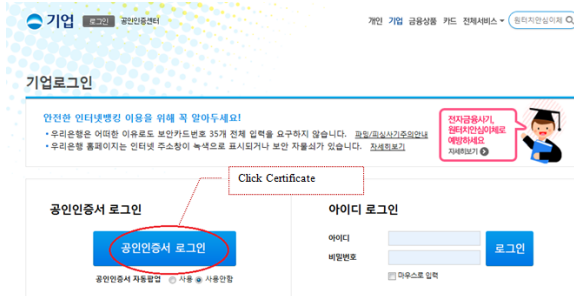 기업 로그인 공인인증센터
개인 기업 금융상품 카드 전체서비스 원터치안심이체
기업로그인
안전한 인터넷뱅킹 이용을 위해 꼭 알아두세요!
• 우리은행은 어떠한 이유로도 보안카드번호 35개 전체 입력을 요구하지 않습니다. 파밍/피싱사기주의안내
• 우리은행 홈페이지는 인터넷 주소창이 녹색으로 표시되거나 보안 자물쇠가 있습니다. 자세히보기
전자금융사기,
원터치안심이체로
예방하세요
자세히보기
Click Certificate
공인인증서 로그인
공인인증서 로그인
공인인증서 자동팝업 사용 사용안함
아이디 로그인
아이디
비밀번호
로그인
마우스로 입력